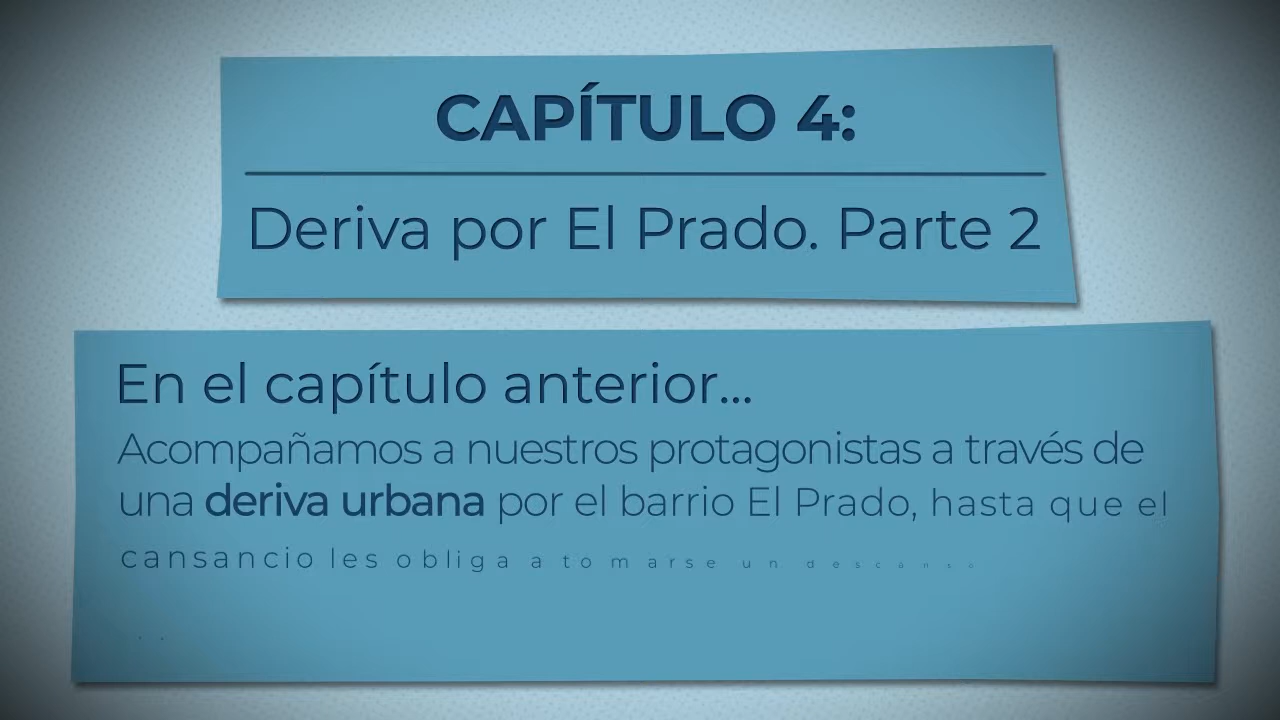 CAPÍTULO 4:
Deriva por El Prado. Parte 2
En el capítulo anterior...
Acompañamos a nuestros protagonistas a través de
una deriva urbana por el barrio El Prado, hasta que el
cansancio les obliga a tomarse un descanso